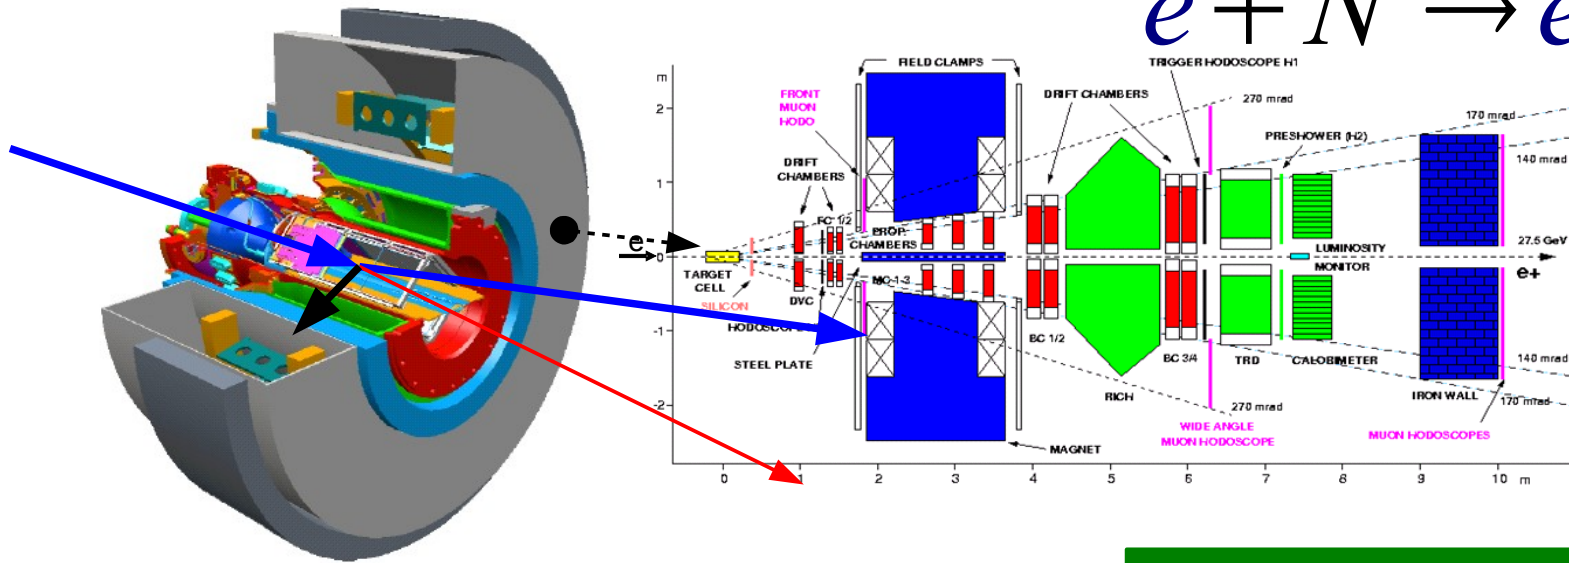 e + N → e
FIELD CLAMPS
TRIGGER HODOSCOPE H1
m
2
1
0
-1
-2
FRONT
MUON
HODO
DRIFT CHAMBERS
270 mrad
170 mrad
PRESHOWER (H2)
140 mrad
DRIFT
CHAMBERS
FC 1/2
PROP.
CHAMBERS
e
27.5 GeV
LUMINOSITY
MONITOR
e+
TARGET
CELL
SILICON
DVC
MC 1-3
HODOSCOPE
STEEL PLATE
BC 1/2
BC 3/4
TRD
CALORIMETER
RICH
140 mrad
IRON WALL
170 mrad
270 mrad
WIDE ANGLE
MUON HODOSCOPE
MUON HODOSCOPES
MAGNET
0 1 2 3 4 5 6 7 8 9 10 m